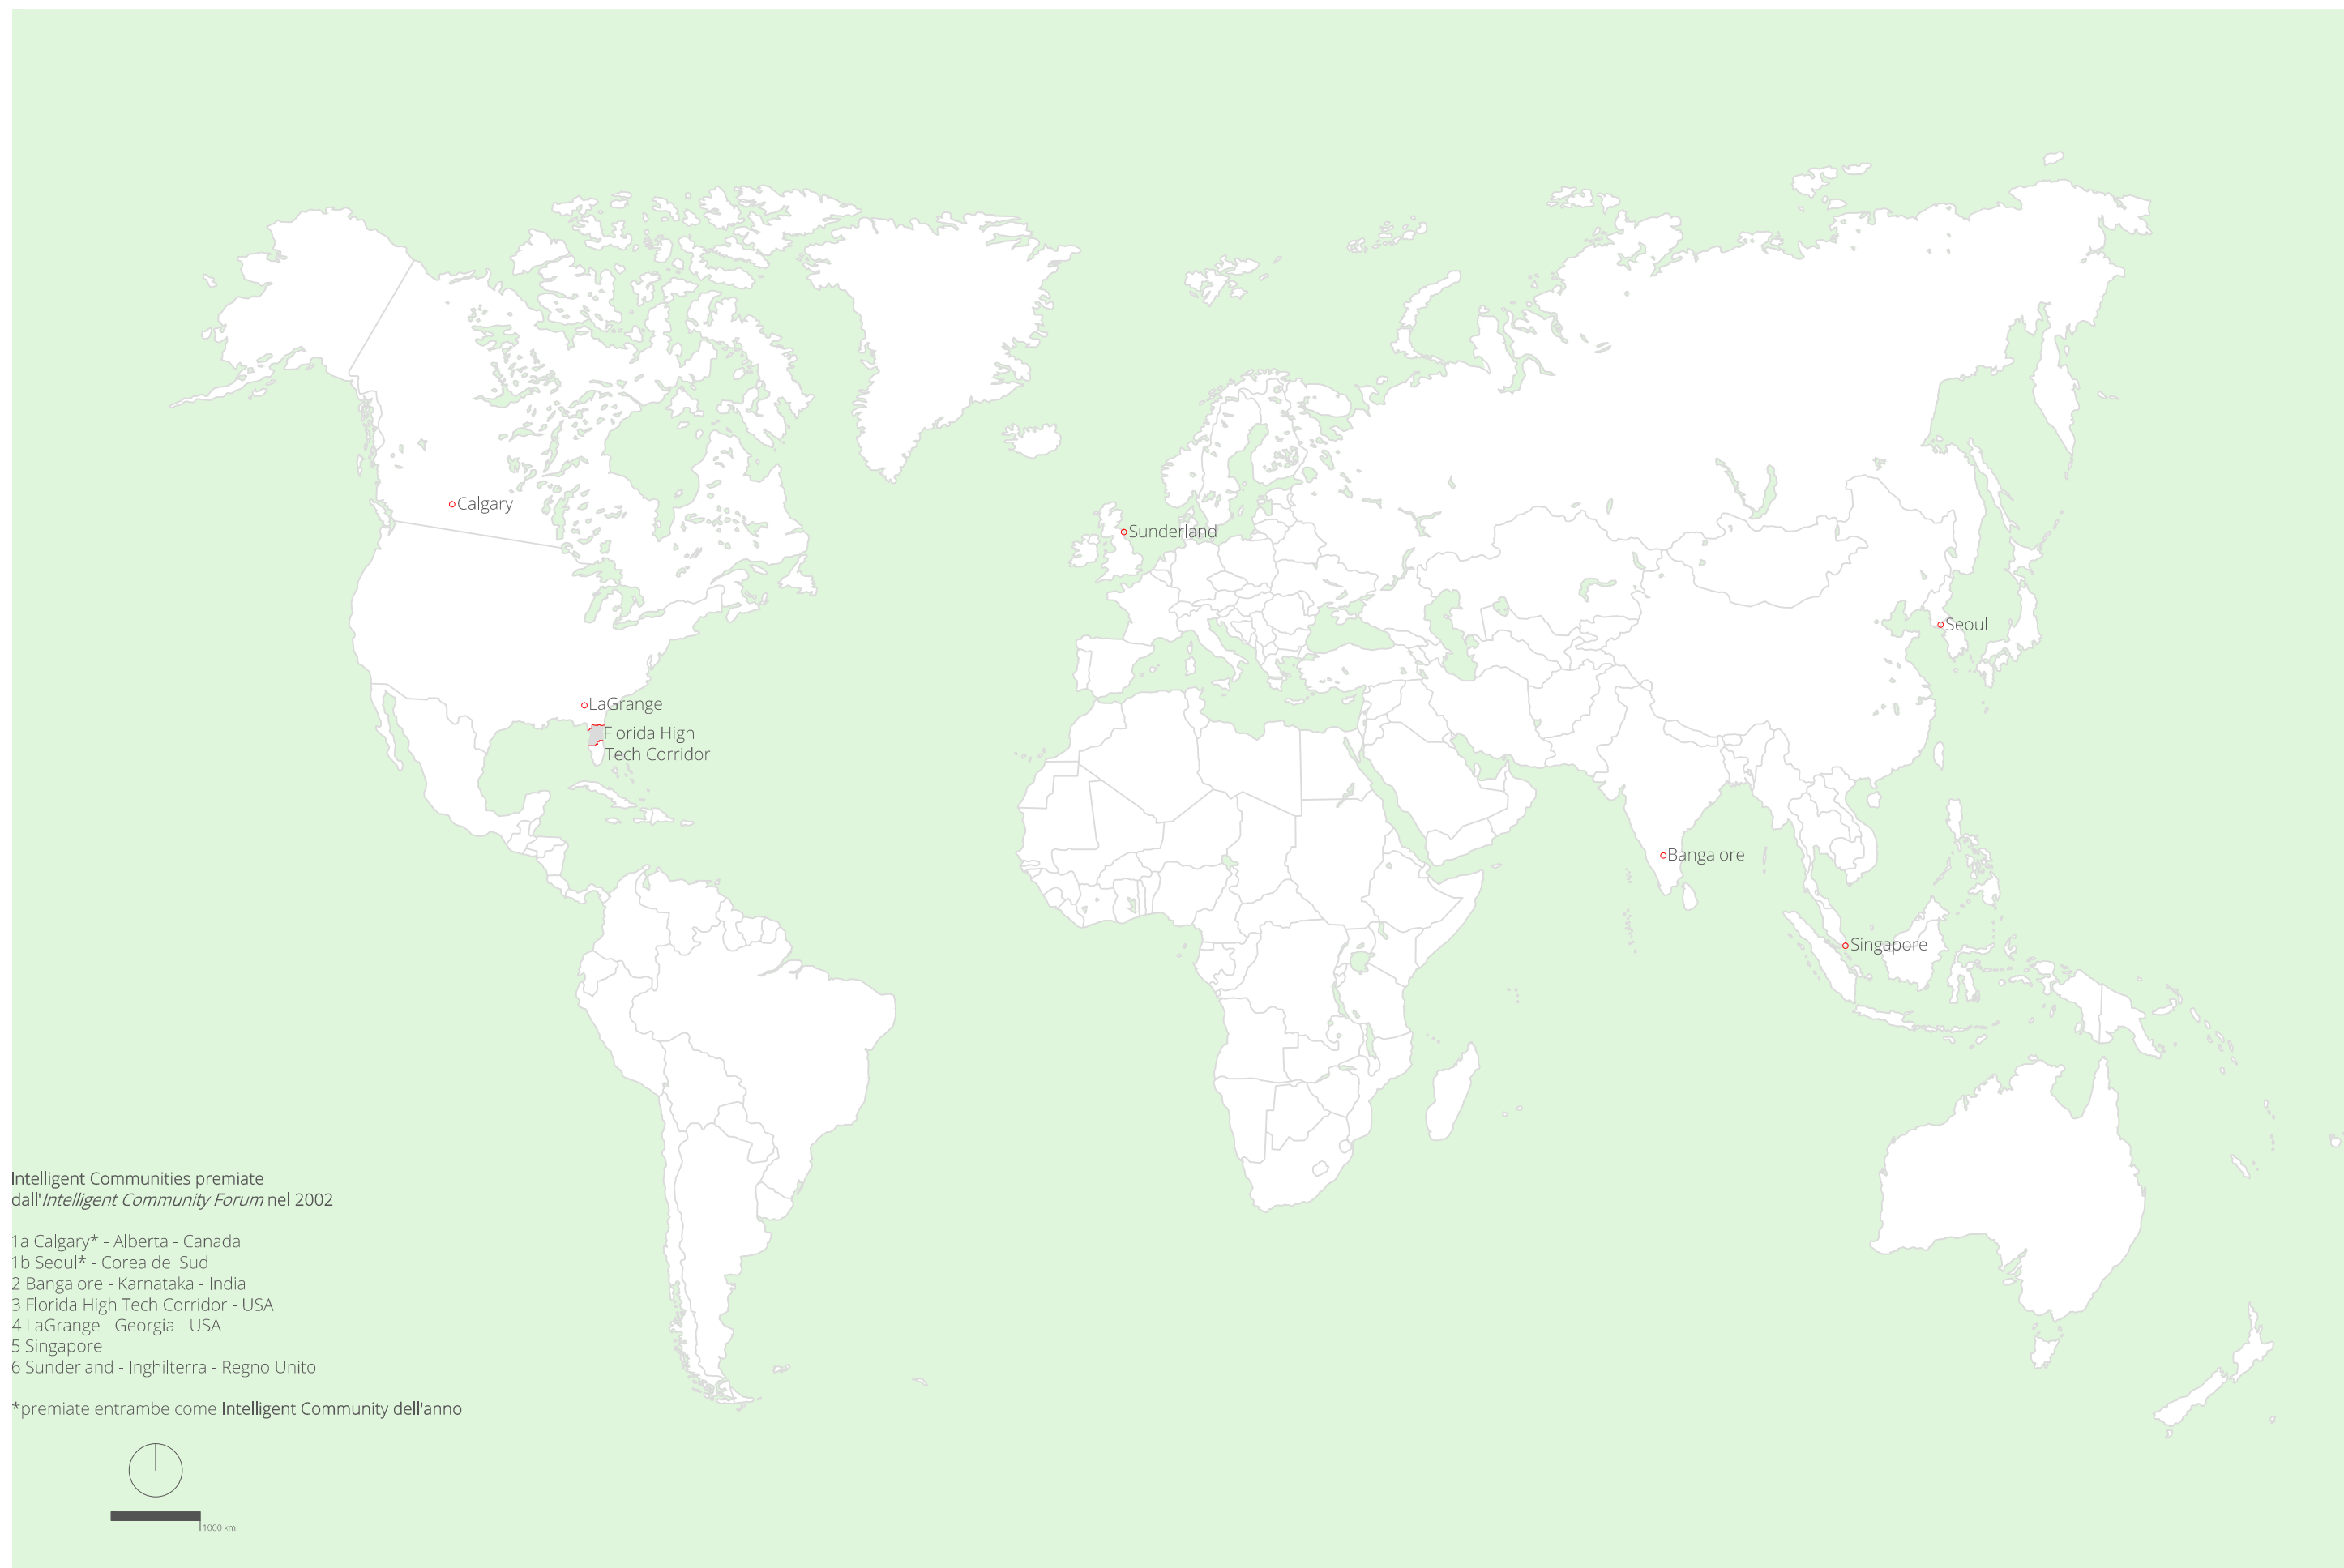 Calgary
Sunderland
Seoul
LaGrange
Florida High
Tech Corridor
Bangalore
Singapore
Intelligent Communities premiate
dall'Intelligent Community Forum nel 2002
1a Calgary* - Alberta - Canada
1b Seoul* - Corea del Sud
2 Bangalore - Karnataka - India
3 Florida High Tech Corridor - USA
4 LaGrange - Georgia - USA
5 Singapore
6 Sunderland - Inghilterra - Regno Unito
*premiate entrambe come Intelligent Community dell'anno
1000 km